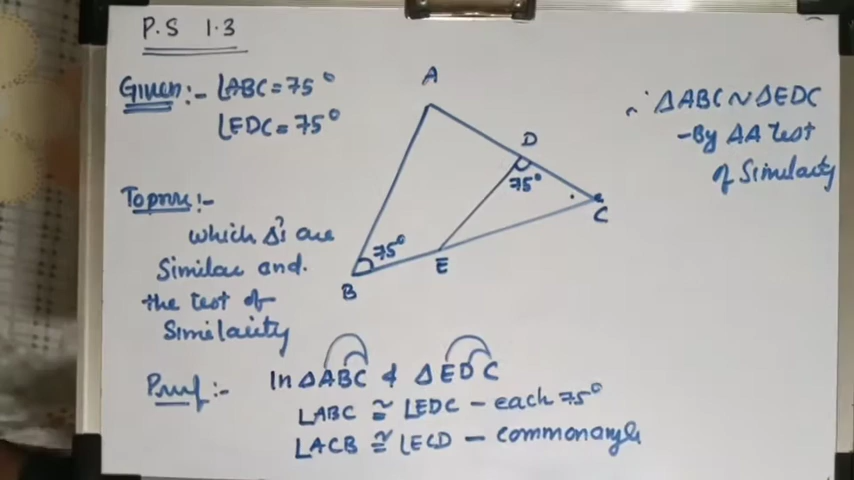 P.S 1.3
Given:- ∠ABC = 75°
∠EDC = 75°
To prove:-
which Δ's are
Similar and.
the test of
Similarity
A
D
75°
C
75°
E
B
∴ ΔABC ~ ΔEDC
- By AA test
of Similarity
Proof:- In ΔABC & ΔEDC
∠ABC ≅ ∠EDC - each 75°
∠ACB ≅ ∠ECD - common angle